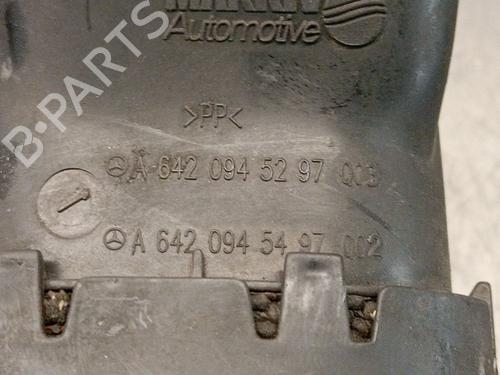 Automotive
>PP<
A 642 094 52 97 003
A 642 094 54 97 002
B-PARTS